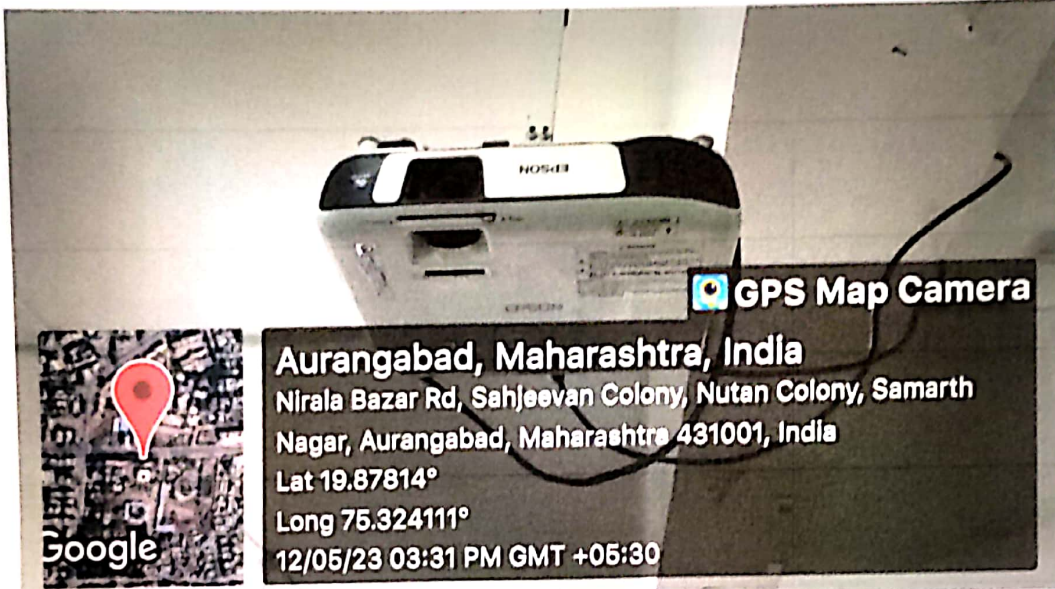 EPSON
EPSON
GPS Map Camera
Aurangabad, Maharashtra, India
Nirala Bazar Rd, Sahjeevan Colony, Nutan Colony, Samarth
Nagar, Aurangabad, Maharashtra 431001, India
Lat 19.87814°
Long 75.324111°
12/05/23 03:31 PM GMT +05:30
Google